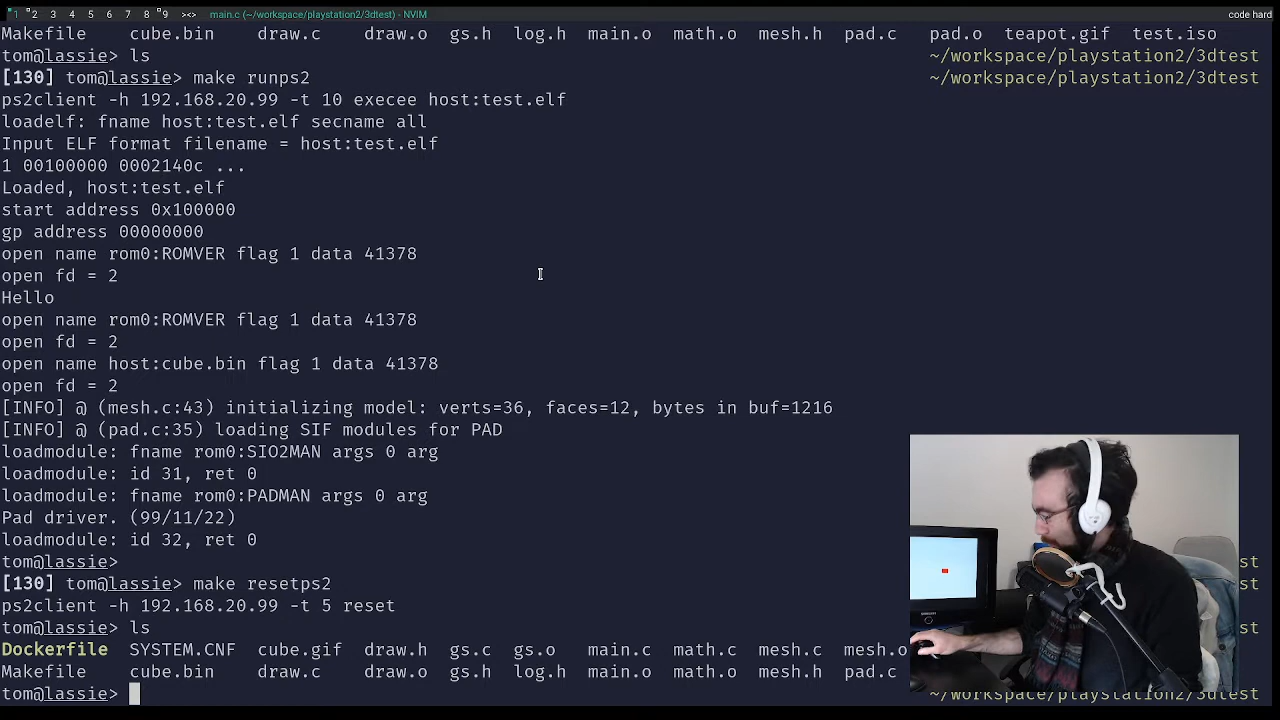 1 2 3 4 5 6 7 8 9 >< main.c (~/workspace/playstation2/3dtest) - NVIM code hard
Makefile cube.bin draw.c draw.o gs.h log.h main.o math.o mesh.h pad.c pad.o teapot.gif test.iso
tom@lassie> ls ~/workspace/playstation2/3dtest
[130] tom@lassie> make runps2 ~/workspace/playstation2/3dtest
ps2client -h 192.168.20.99 -t 10 execee host:test.elf
loadelf: fname host:test.elf secname all
Input ELF format filename = host:test.elf
1 00100000 0002140c ...
Loaded, host:test.elf
start address 0x100000
gp address 00000000
open name rom0:ROMVER flag 1 data 41378
open fd = 2
Hello
open name rom0:ROMVER flag 1 data 41378
open fd = 2
open name host:cube.bin flag 1 data 41378
open fd = 2
[INFO] @ (mesh.c:43) initializing model: verts=36, faces=12, bytes in buf=1216
[INFO] @ (pad.c:35) loading SIF modules for PAD
loadmodule: fname rom0:SIO2MAN args 0 arg
loadmodule: id 31, ret 0
loadmodule: fname rom0:PADMAN args 0 arg
Pad driver. (99/11/22)
loadmodule: id 32, ret 0
tom@lassie> st
[130] tom@lassie> make resetps2 st
ps2client -h 192.168.20.99 -t 5 reset
tom@lassie> ls st
Dockerfile SYSTEM.CNF cube.gif draw.h gs.c gs.o main.c math.c mesh.c mesh.o
Makefile cube.bin draw.c draw.o gs.h log.h main.o math.o mesh.h pad.c
tom@lassie> ~/workspace/playstation2/3dtest